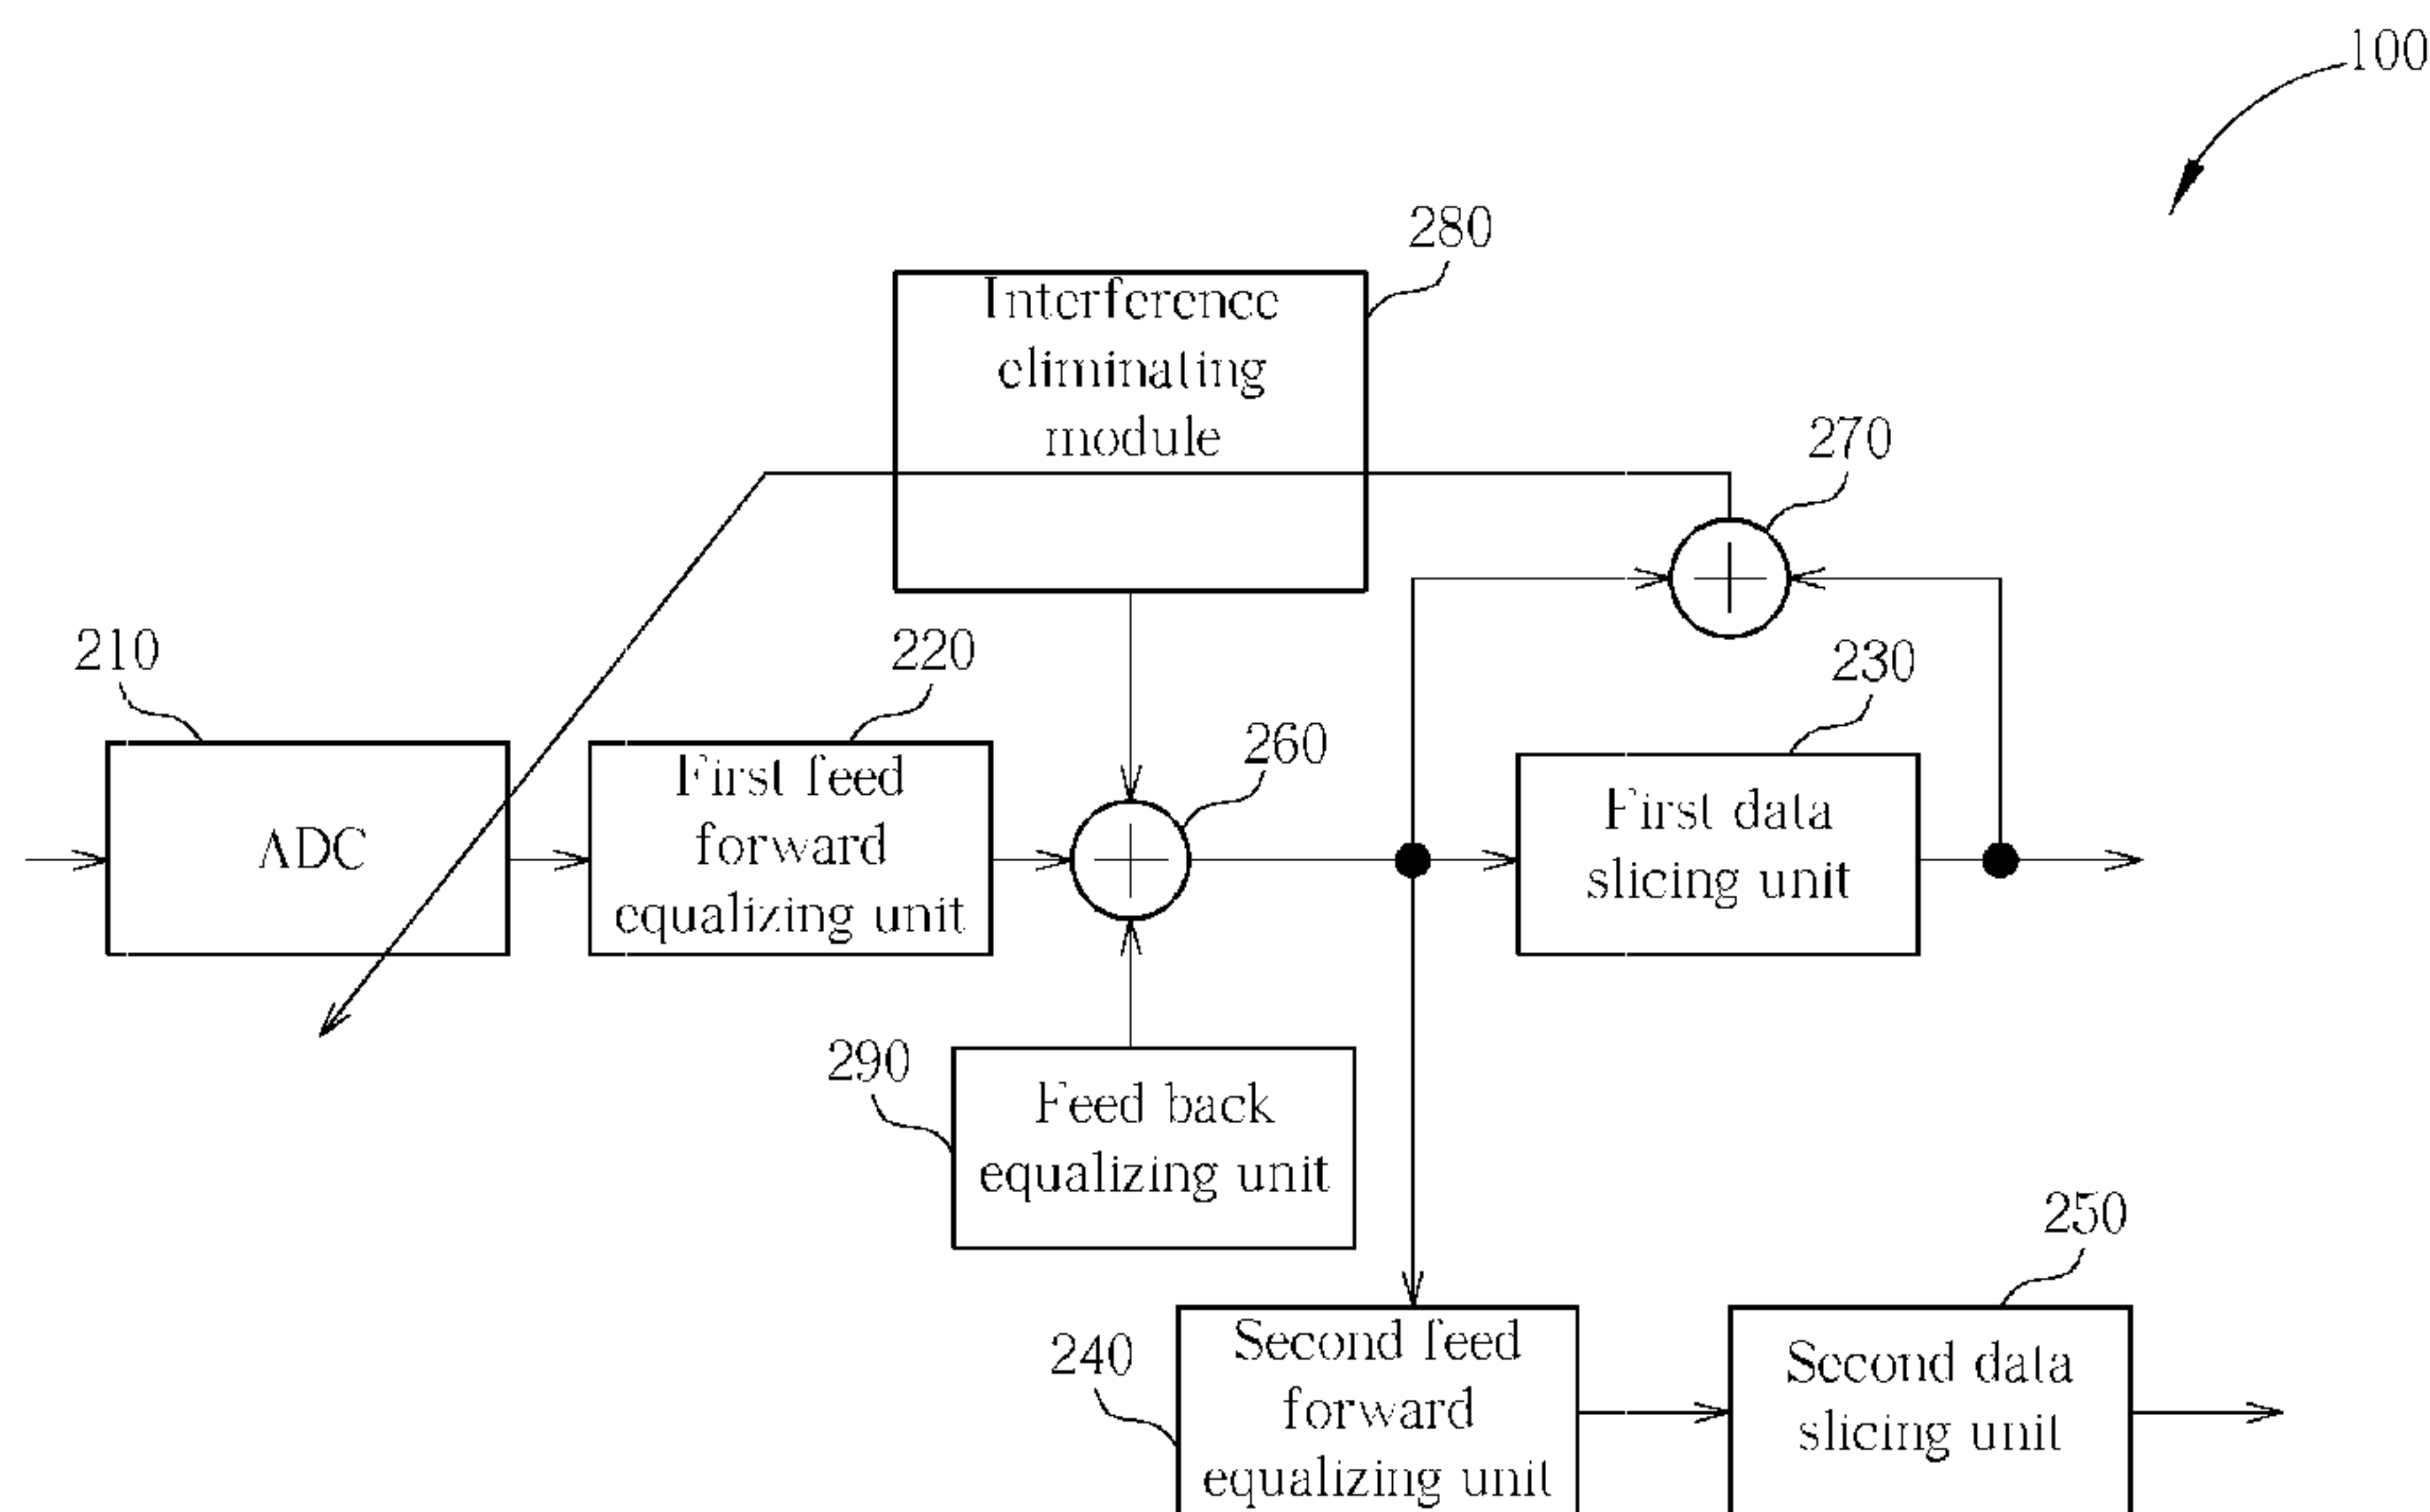 100
280
Interference
eliminating
module
270
210
220
230
260
ADC
First feed
forward
equalizing unit
First data
slicing unit
290
Feed back
equalizing unit
250
240
Second feed
forward
equalizing unit
Second data
slicing unit